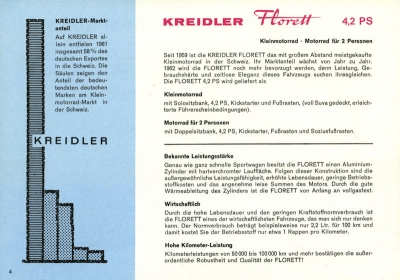 KREIDLER-Markt-
anteil
Auf KREIDLER al-
lein entfielen 1961
insgesamt 58 % des
deutschen Exportes
in die Schweiz. Die
Säulen zeigen den
Anteil der bedeu-
tendsten deutschen
Marken am Klein-
motorrad-Markt in
der Schweiz.
KREIDLER
4
KREIDLER Florett 4,2 PS
Kleinmotorrad · Motorrad für 2 Personen
Seit 1959 ist die KREIDLER FLORETT das mit großem Abstand meistgekaufte
Kleinmotorrad in der Schweiz. Ihr Marktanteil wächst von Jahr zu Jahr.
1962 wird die FLORETT noch mehr bevorzugt werden, denn Leistung, Ge-
brauchshärte und zeitlose Eleganz dieses Fahrzeugs suchen ihresgleichen.
Die FLORETT 4,2 PS wird geliefert als
Kleinmotorrad
mit Solositzbank, 4,2 PS, Kickstarter und Fußrasten, (voll Suva gedeckt, erleich-
terte Führerscheinbedingungen).
Motorrad für 2 Personen
mit Doppelsitzbank, 4,2 PS, Kickstarter, Fußrasten und Soziusfußrasten.
Bekannte Leistungsstärke
Genau wie ganz schnelle Sportwagen besitzt die FLORETT einen Aluminium-
Zylinder mit hartverchromter Lauffläche. Folgen dieser Konstruktion sind die
außergewöhnliche Leistungsfähigkeit, erhöhte Lebensdauer, geringe Betriebs-
stoffkosten und das angenehme leise Summen des Motors. Durch die gute
Wärmeableitung des Zylinders ist die FLORETT von Anfang an vollgasfest.
Wirtschaftlich
Durch die hohe Lebensdauer und den geringen Kraftstoffnormverbrauch ist
die FLORETT eines der wirtschaftlichsten Fahrzeuge, das man sich nur denken
kann. Der Normverbrauch beträgt beispielsweise nur 2,2 Ltr. für 100 km und
damit kostet Sie der Betriebsstoff nur etwa 1 Rappen pro Kilometer.
Hohe Kilometer-Leistung
Kilometerleistungen von 50 000 bis 100 000 km und mehr bestätigen die außer-
ordentliche Robustheit und Qualität der FLORETT!